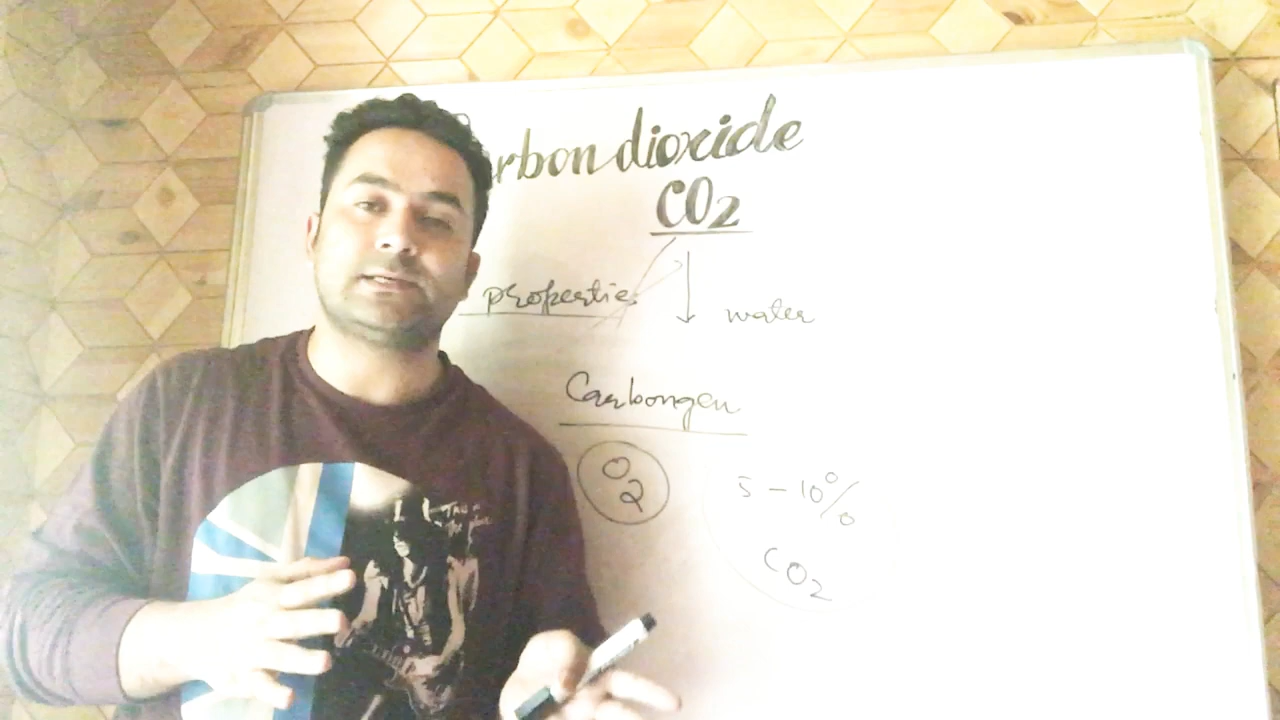 rbon dioxide
CO2
properties
water
Carbongen
O2
5-10%
CO2